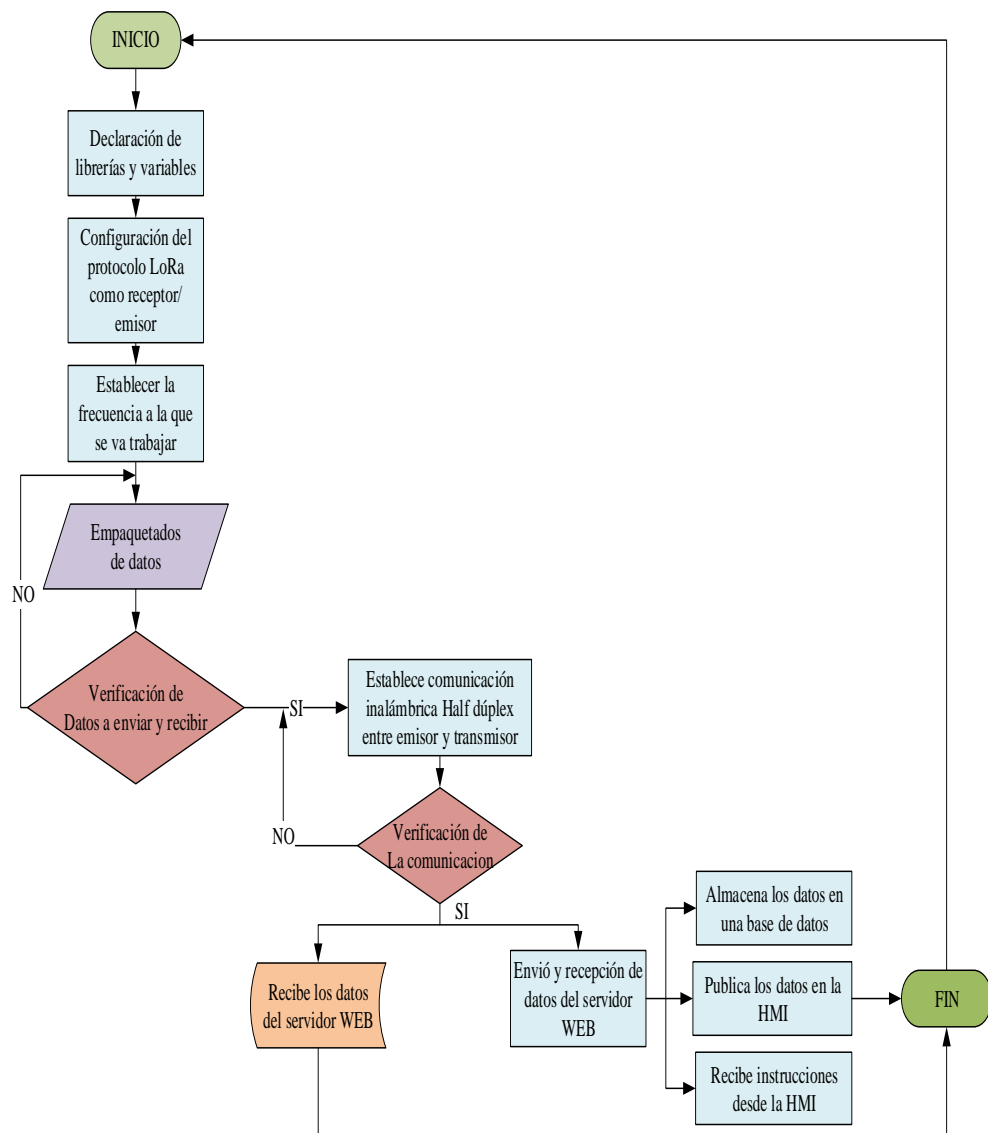 INICIO
Declaración de
librerías y variables
Configuración del
protocolo LoRa
como receptor/
emisor
Establecer la
frecuencia a la que
se va trabajar
Empaquetados
de datos
NO
Verificación de
Datos a enviar y recibir
SI
Establece comunicación
inalámbrica Half dúplex
entre emisor y transmisor
NO
Verificación de
La comunicacion
SI
Recibe los datos
del servidor WEB
Envió y recepción de
datos del servidor
WEB
Almacena los datos en
una base de datos
Publica los datos en la
HMI
Recibe instrucciones
desde la HMI
FIN